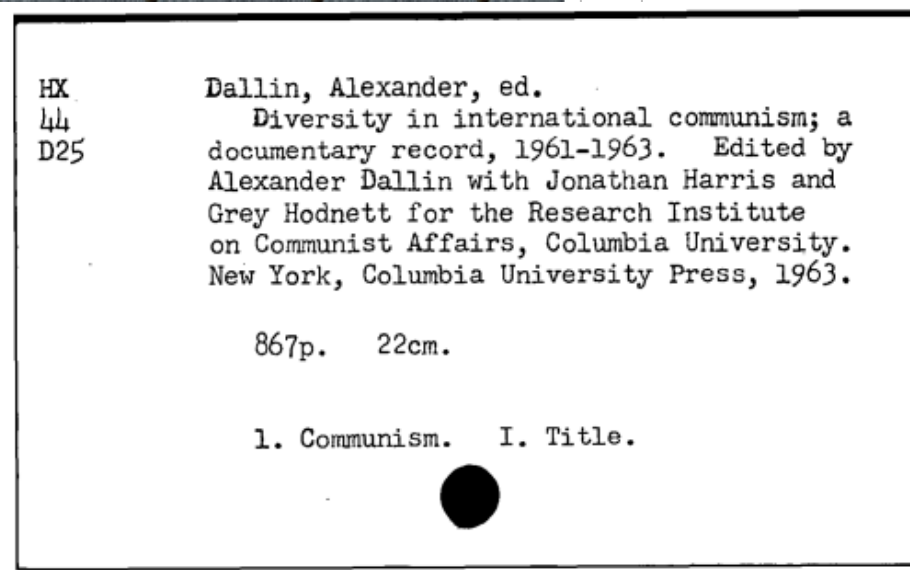 HX Dallin, Alexander, ed.
44 Diversity in international communism; a
D25 documentary record, 1961-1963. Edited by
Alexander Dallin with Jonathan Harris and
Grey Hodnett for the Research Institute
on Communist Affairs, Columbia University.
New York, Columbia University Press, 1963.
867p. 22cm.
1. Communism. I. Title.